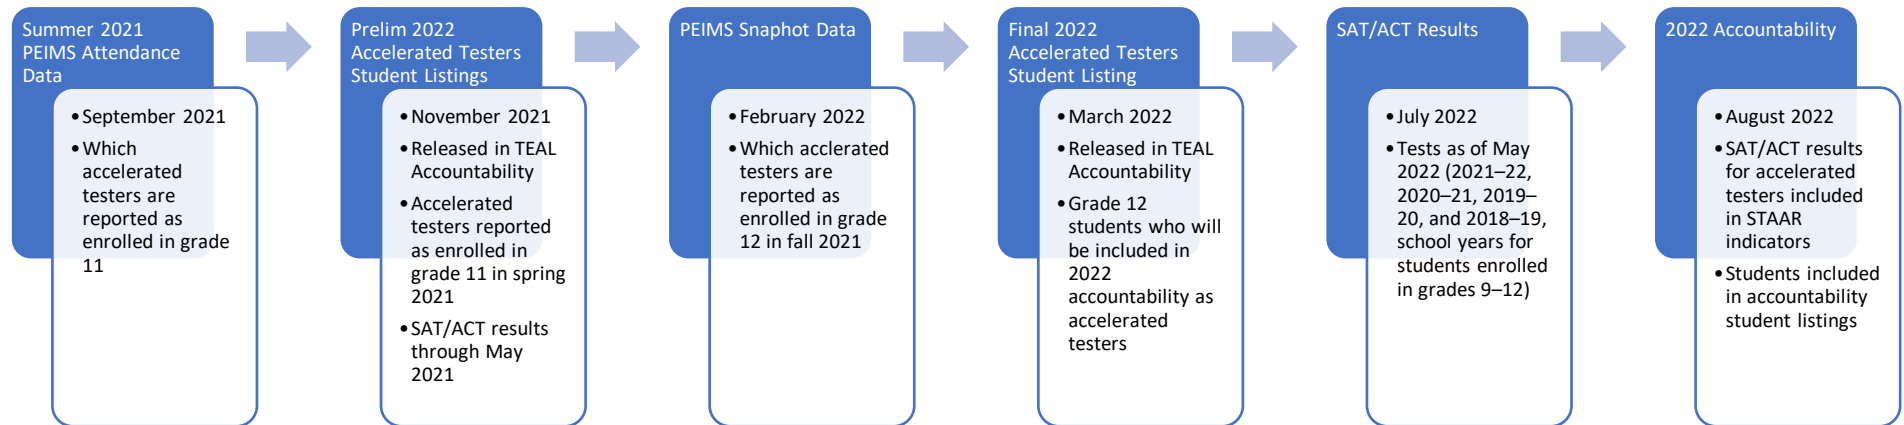 Summer 2021
PEIMS Attendance
Data
• September 2021
• Which
accelerated
testers are
reported as
enrolled in grade
11
Prelim 2022
Accelerated Testers
Student Listings
• November 2021
• Released in TEAL
Accountability
• Accelerated
testers reported
as enrolled in
grade 11 in spring
2021
• SAT/ACT results
through May
2021
PEIMS Snaphot Data
• February 2022
• Which acclerated
testers are
reported as
enrolled in grade
12 in fall 2021
Final 2022
Accelerated Testers
Student Listing
• March 2022
• Released in TEAL
Accountability
• Grade 12
students who will
be included in
2022
accountability as
accelerated
testers
SAT/ACT Results
• July 2022
• Tests as of May
2022 (2021–22,
2020–21, 2019–
20, and 2018–19,
school years for
students enrolled
in grades 9–12)
2022 Accountability
• August 2022
• SAT/ACT results
for accelerated
testers included
in STAAR
indicators
• Students included
in accountability
student listings